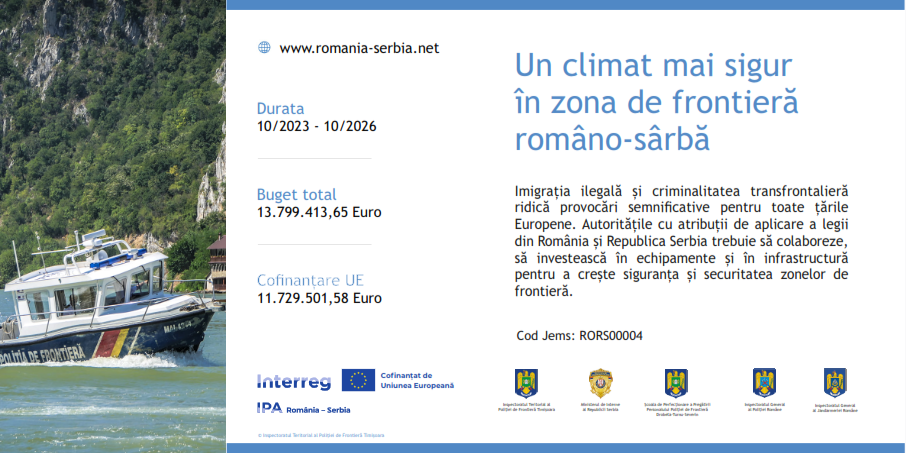 www.romania-serbia.net
Durata
10/2023 - 10/2026
Buget total
13.799.413,65 Euro
Cofinanțare UE
11.729.501,58 Euro
Un climat mai sigur
în zona de frontieră
româno-sârbă
Imigrația ilegală și criminalitatea transfrontalieră
ridică provocări semnificative pentru toate țările
Europene. Autoritățile cu atribuții de aplicare a legii
din România și Republica Serbia trebuie să colaboreze,
să investească în echipamente și în infrastructură
pentru a crește siguranța și securitatea zonelor de
frontieră.
Cod Jems: RORS00004
POLIȚIA DE FRONTIERĂ
Interreg
Cofinanțat de
Uniunea Europeană
IPA România – Serbia
Inspectoratul Teritorial al
Poliției de Frontieră Timișoara
Ministerul de Interne
al Republicii Serbia
Școala de Perfecționare a Pregătirii
Personalului Poliției de Frontieră
Drobeta-Turnu-Severin
Inspectoratul General
al Poliției Române
Inspectoratul General
al Jandarmeriei Române
© Inspectoratul Teritorial al Poliției de Frontieră Timișoara